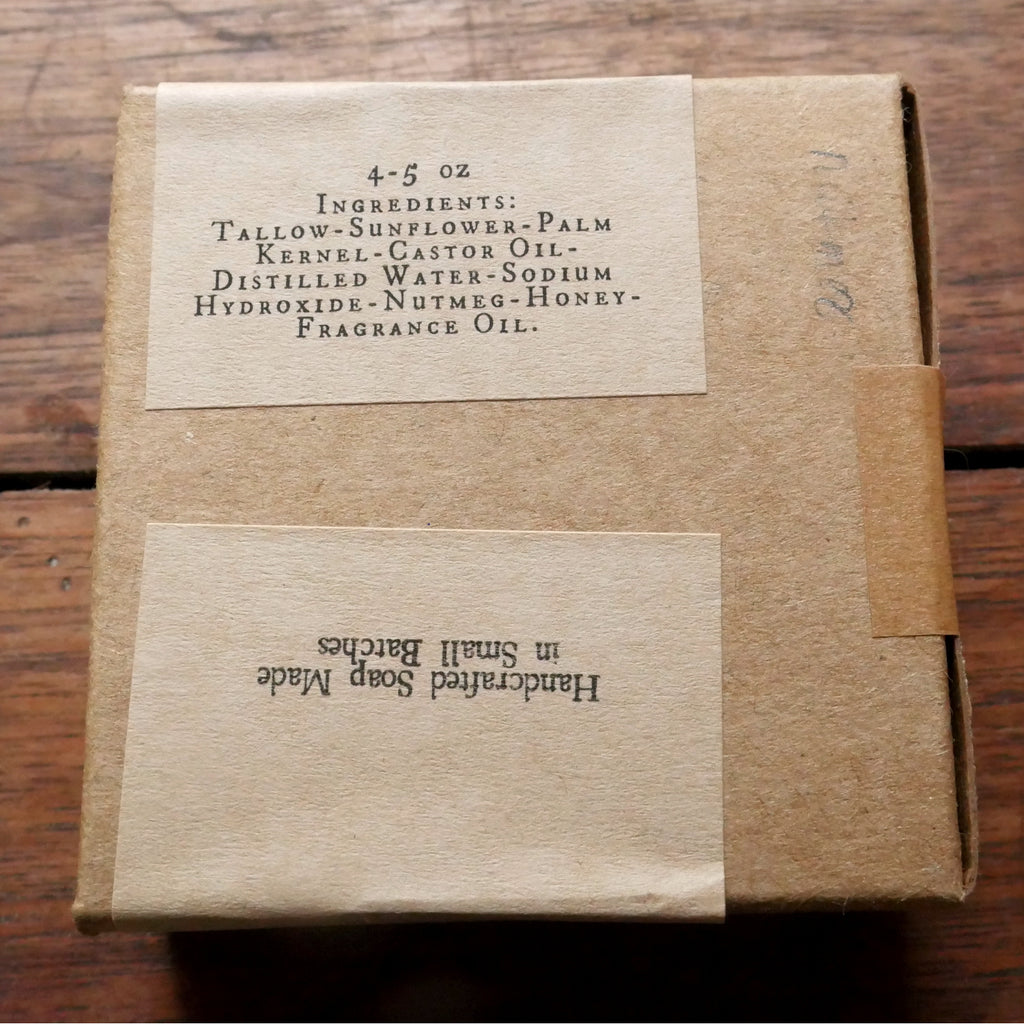 4-5 oz
Ingredients:
Tallow-Sunflower-Palm
Kernel-Castor Oil-
Distilled Water-Sodium
Hydroxide-Nutmeg-Honey-
Fragrance Oil.
Handcrafted Soap Made
in Small Batches